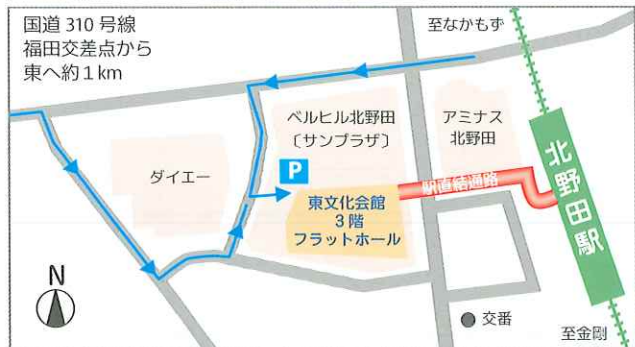 国道 310 号線
福田交差点から
東へ約１km
至なかもず
ベルヒル北野田
〔サンプラザ〕
アミナス
北野田
ダイエー
P
東文化会館
３階
フラットホール
駅直結通路
北野田駅
N
交番
至金剛